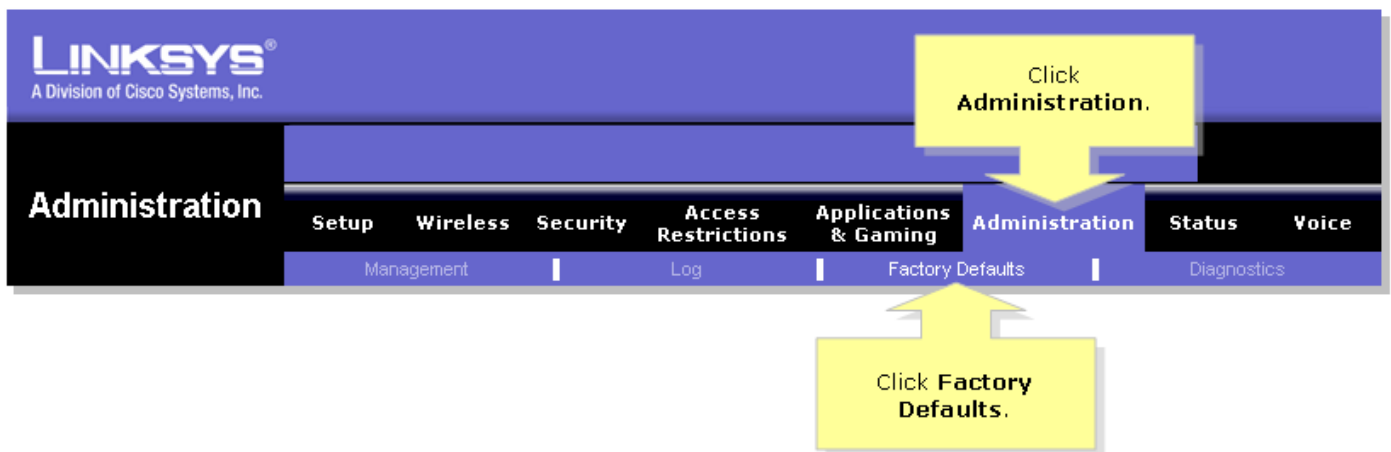 LINKSYS®
A Division of Cisco Systems, Inc.
Click
Administration.
Administration
Setup Wireless Security Access Restrictions Applications & Gaming Administration Status Voice
Management Log Factory Defaults Diagnostics
Click Factory
Defaults.